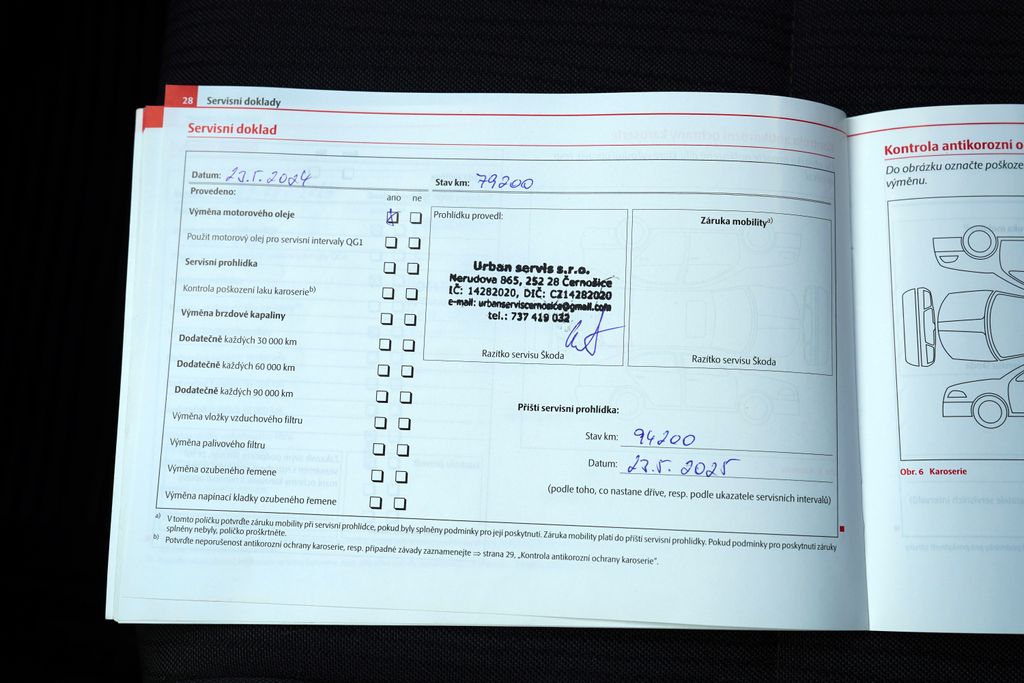 28 Servisní doklady
Servisní doklad
Datum: 23.5.2024 Stav km: 79200
Provedeno:
ano ne
Výměna motorového oleje
Použit motorový olej pro servisní intervaly QG1
Servisní prohlídka
Kontrola poškození laku karoserieb)
Výměna brzdové kapaliny
Dodatečně každých 30 000 km
Dodatečně každých 60 000 km
Dodatečně každých 90 000 km
Výměna vložky vzduchového filtru
Výměna palivového filtru
Výměna ozubeného řemene
Výměna napínací kladky ozubeného řemene
Prohlídku provedl:
Urban servis s.r.o.
Nerudova 865, 252 28 Černošice
IČ: 14282020, DIČ: CZ14282020
e-mail: urbanserviscernosice@gmail.com
tel.: 737 419 032
Razítko servisu Škoda
Záruka mobilitya)
Razítko servisu Škoda
Příští servisní prohlídka:
Stav km: 94200
Datum: 23.5.2025
(podle toho, co nastane dříve, resp. podle ukazatele servisních intervalů)
a) V tomto políčku potvrďte záruku mobility při servisní prohlídce, pokud byly splněny podmínky pro její poskytnutí. Záruka mobility platí do příští servisní prohlídky. Pokud podmínky pro poskytnutí záruky
splněny nebyly, políčko proškrtněte.
b) Potvrďte neporušenost antikorozní ochrany karoserie, resp. případné závady zaznamenejte ⇒ strana 29, „Kontrola antikorozní ochrany karoserie".
Kontrola antikorozní o
Do obrázku označte poškoze
výměnu.
Obr. 6 Karoserie